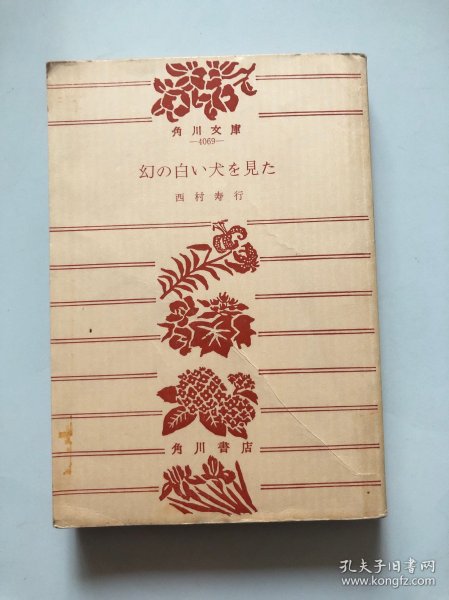 角川文庫
—4069—
幻の白い犬を見た
西村寿行
角川書店
孔夫子旧书网
www.kongfz.com